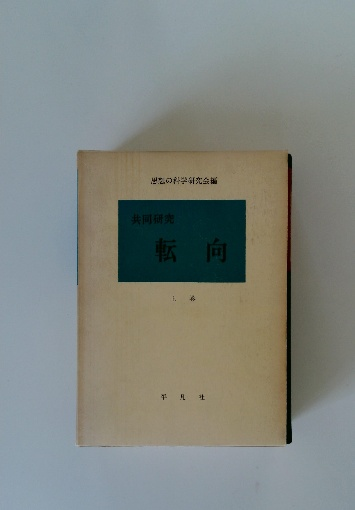 思想の科学研究会編
共同研究
転向
上巻
平凡社